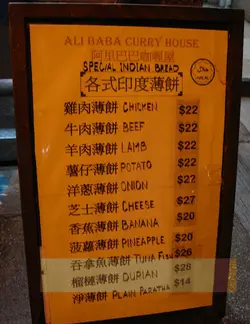 ALI BABA CURRY HOUSE
阿里巴巴咖喱屋
SPECIAL INDIAN BREAD
各式印度薄餅
雞肉薄餅 CHICKEN $22
牛肉薄餅 BEEF $22
羊肉薄餅 LAMB $22
薯仔薄餅 POTATO $22
洋蔥薄餅 ONION $22
芝士薄餅 CHEESE $27
香蕉薄餅 BANANA $20
菠蘿薄餅 PINEAPPLE $20
吞拿魚薄餅 TUNA FISH $26
榴槤薄餅 DURIAN $28
淨薄餅 PLAIN PARATHA $14